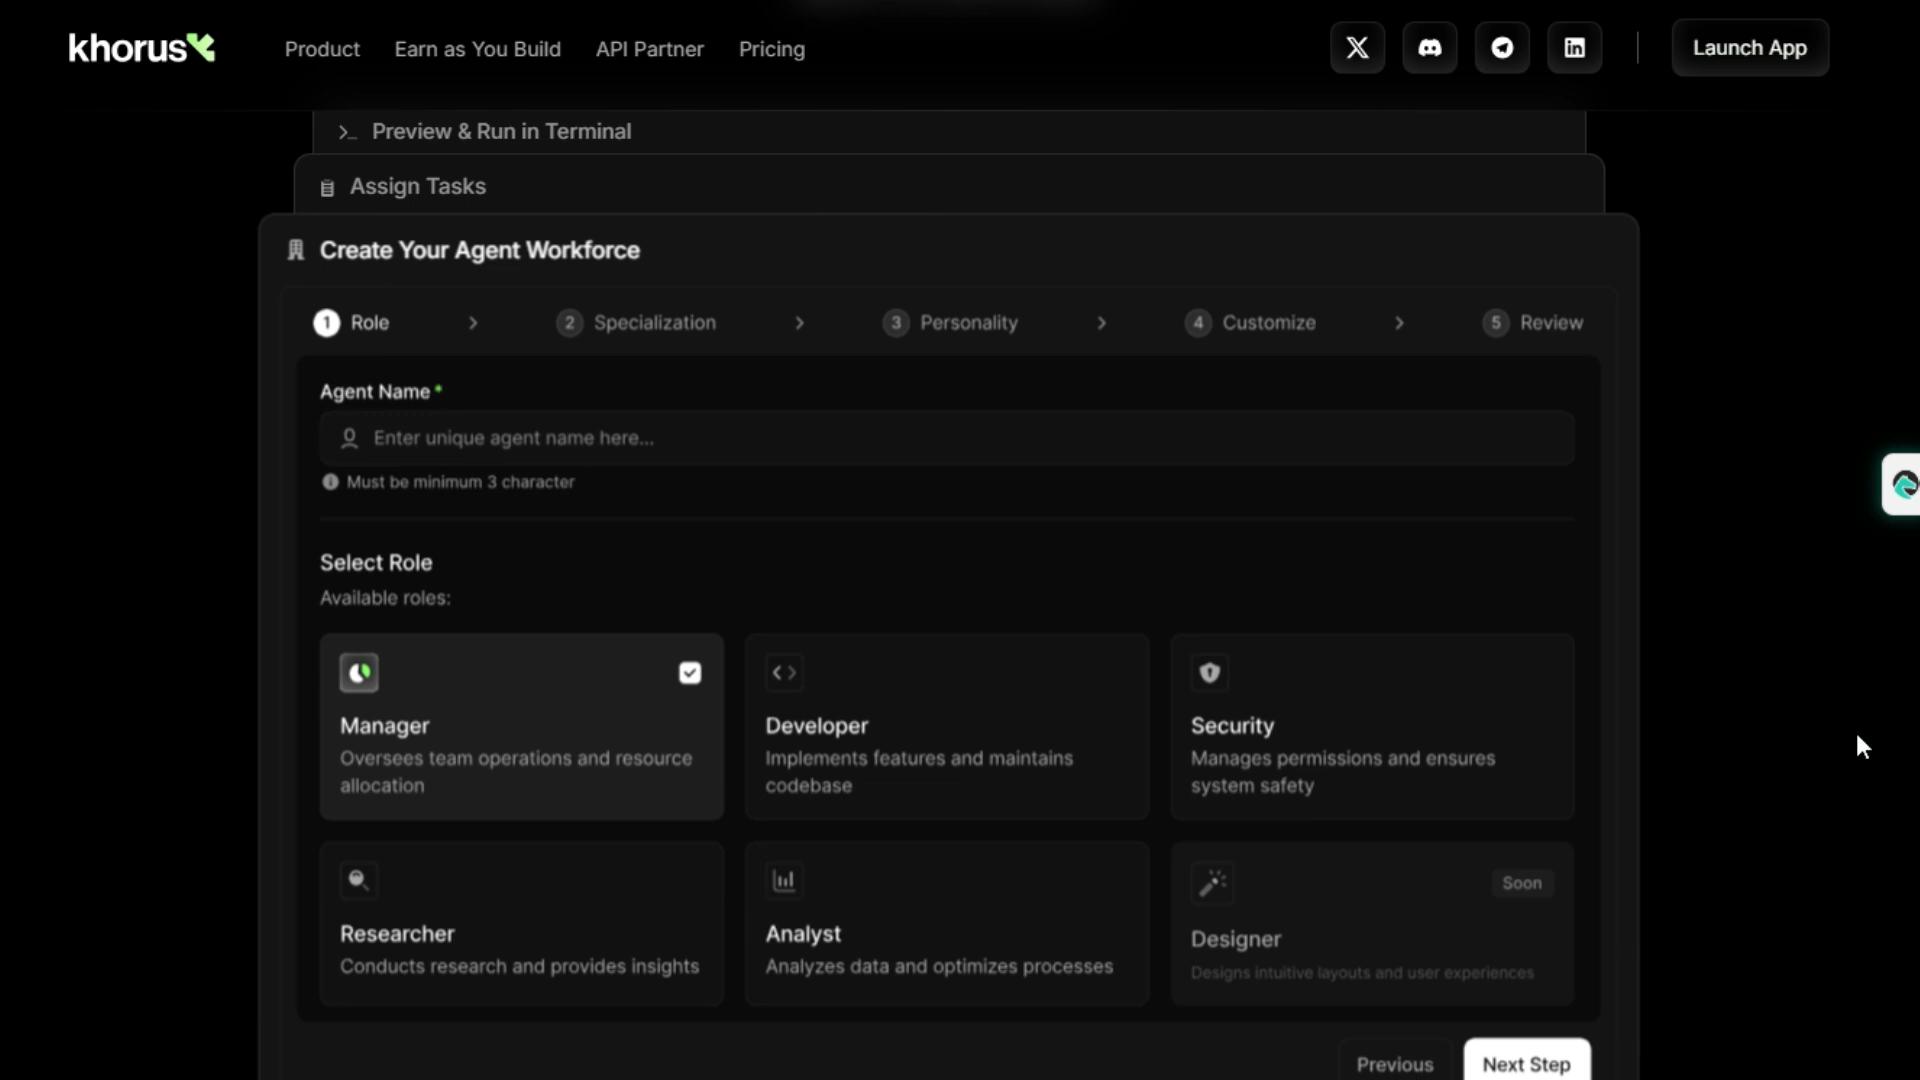 khorus
Product Earn as You Build API Partner Pricing
Launch App
Preview & Run in Terminal
Assign Tasks
Create Your Agent Workforce
1 Role 2 Specialization 3 Personality 4 Customize 5 Review
Agent Name *
Enter unique agent name here...
Must be minimum 3 character
Select Role
Available roles:
Manager
Oversees team operations and resource
allocation
Developer
Implements features and maintains
codebase
Security
Manages permissions and ensures
system safety
Researcher
Conducts research and provides insights
Analyst
Analyzes data and optimizes processes
Soon
Designer
Designs intuitive layouts and user experiences
Previous Next Step